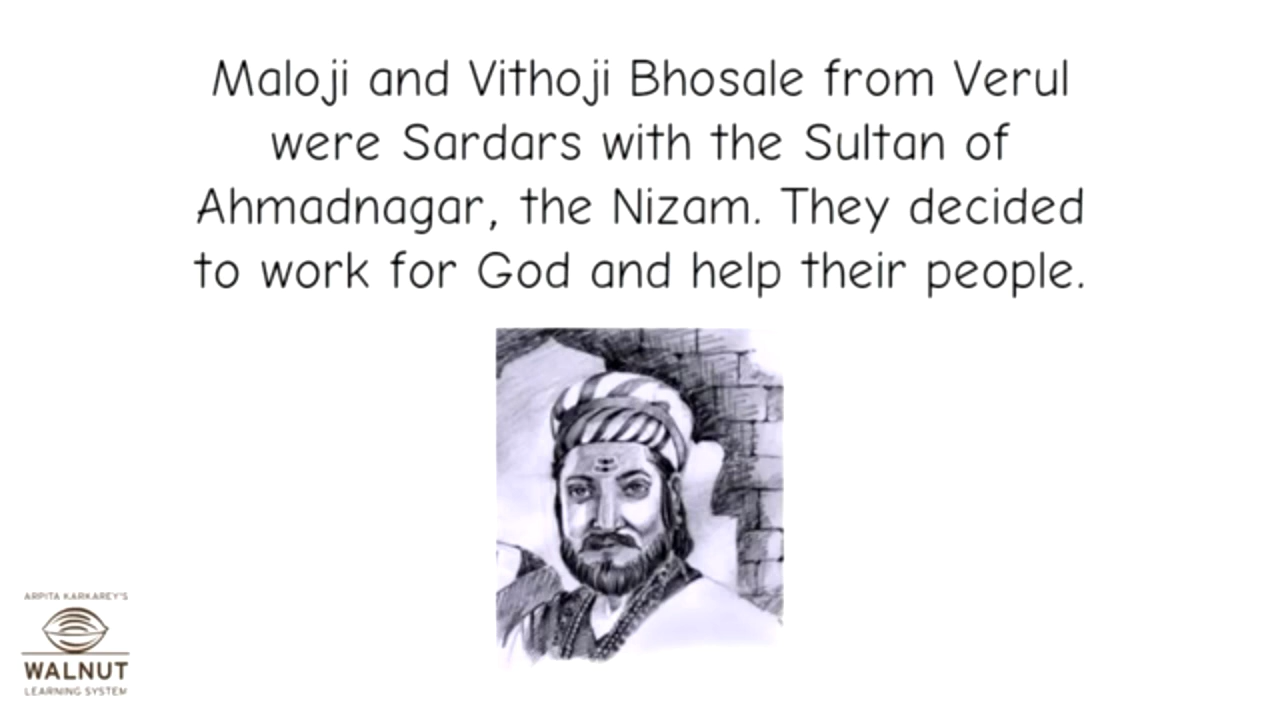 Maloji and Vithoji Bhosale from Verul
were Sardars with the Sultan of
Ahmadnagar, the Nizam. They decided
to work for God and help their people.
ARPITA KARKAREY'S
WALNUT
LEARNING SYSTEM